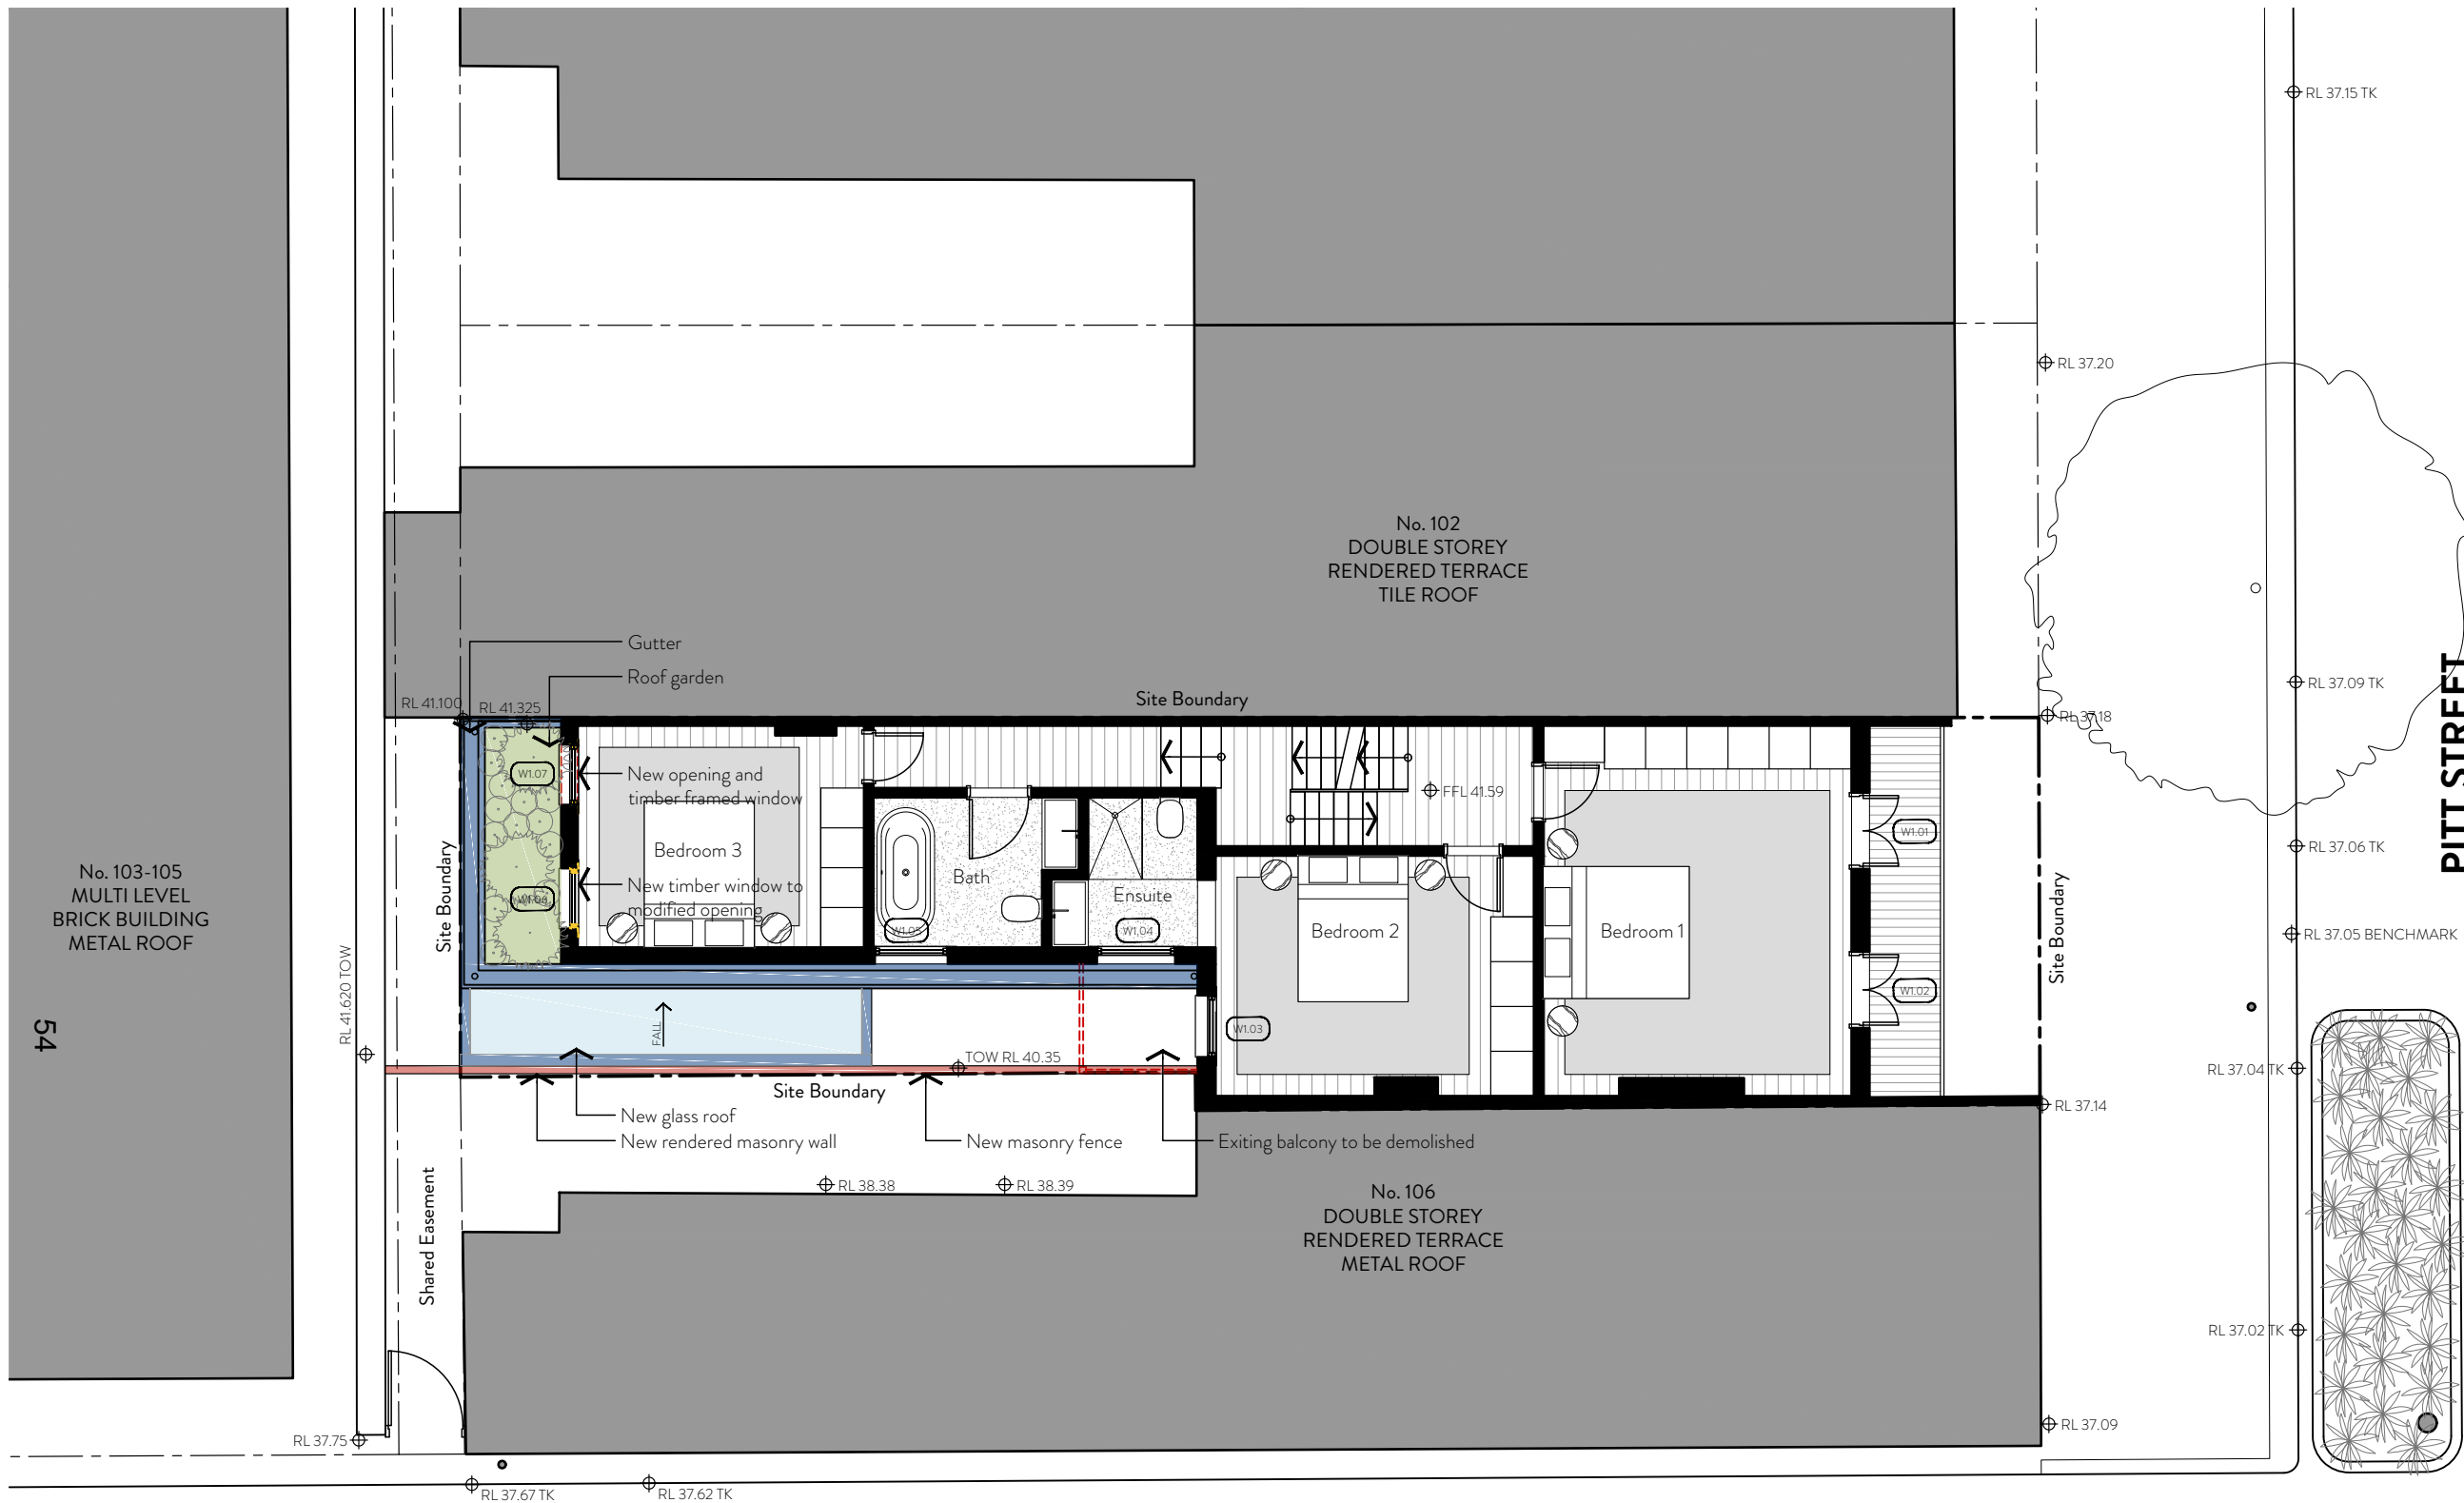 RL 37.15 TK
RL 37.20
No. 102
DOUBLE STOREY
RENDERED TERRACE
TILE ROOF
Gutter
Roof garden
RL 41.100
RL 41.325
Site Boundary
RL 37.09 TK
RL 37.18
PITT STREET
New opening and
timber framed window
W1.07
FFL 41.59
W1.01
RL 37.06 TK
Bedroom 3
Bath
Ensuite
Bedroom 2
Bedroom 1
New timber window to
modified opening
W1.05
W1.04
W1.02
W1.03
Site Boundary
Site Boundary
RL 37.05 BENCHMARK
No. 103-105
MULTI LEVEL
BRICK BUILDING
METAL ROOF
RL 41.620 TOW
54
FALL
TOW RL 40.35
RL 37.04 TK
Site Boundary
RL 37.14
New glass roof
New rendered masonry wall
New masonry fence
Exiting balcony to be demolished
RL 38.38
RL 38.39
Shared Easement
No. 106
DOUBLE STOREY
RENDERED TERRACE
METAL ROOF
RL 37.02 TK
RL 37.09
RL 37.75
RL 37.67 TK
RL 37.62 TK